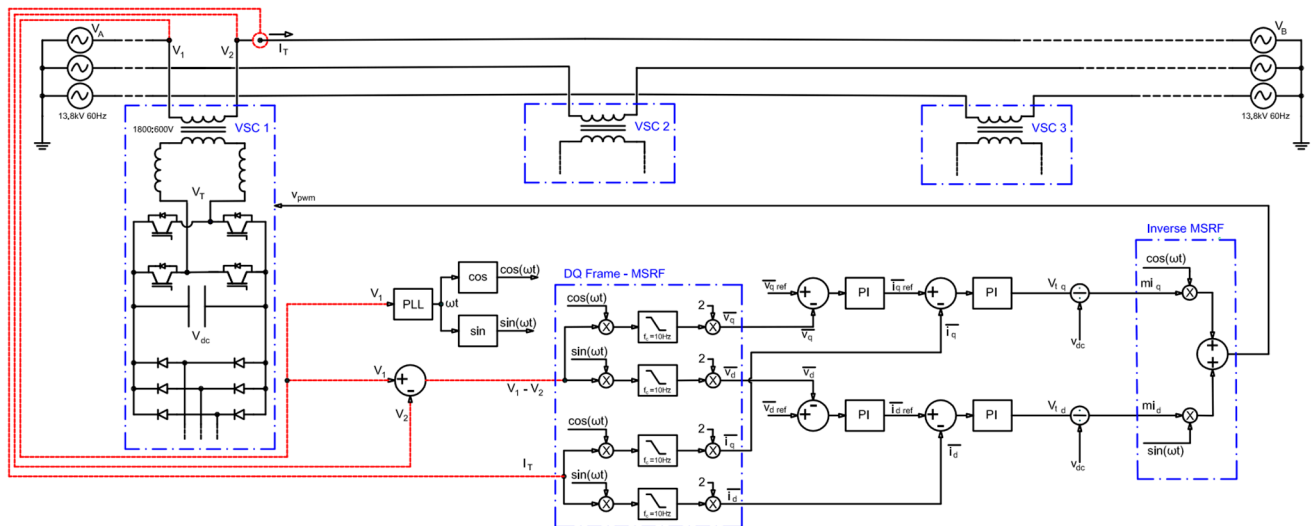 V_A
V_1
V_2
I_T
V_B
13,8kV 60Hz
1800:600V
VSC 1
VSC 2
VSC 3
13,8kV 60Hz
V_T
v_pwm
V_dc
V_1
PLL
ωt
cos
cos(ωt)
sin
sin(ωt)
V_1
+
-
V_2
V_1 - V_2
I_T
DQ Frame - MSRF
cos(ωt)
X
f_c =10Hz
2
X
v_q
sin(ωt)
X
f_c =10Hz
2
X
v_d
cos(ωt)
X
f_c =10Hz
2
X
i_q
sin(ωt)
X
f_c =10Hz
2
X
i_d
v_q ref
+
-
v_q
PI
i_q ref
+
-
i_q
PI
V_t q
÷
v_dc
v_d
v_d ref
+
-
PI
i_d ref
+
-
i_d
PI
V_t d
÷
v_dc
Inverse MSRF
cos(ωt)
mi_q
X
+
+
mi_d
X
sin(ωt)